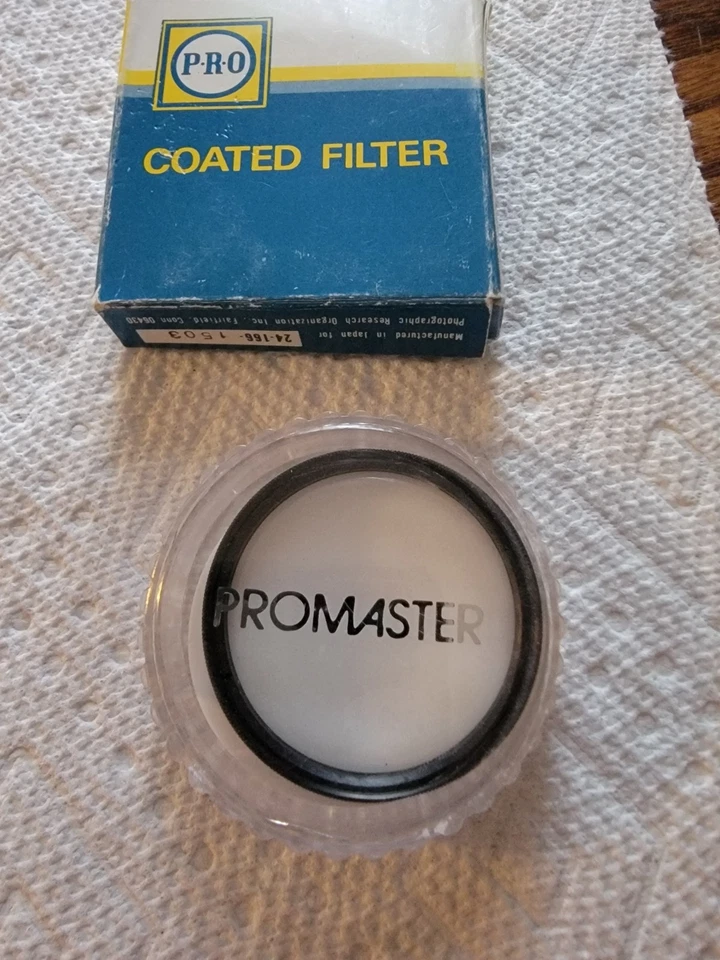 P·R·O
COATED FILTER
Manufactured in Japan for
Photographic Research Organization Inc., Fairfield, Conn 06430
24-166- 1503
PROMASTER